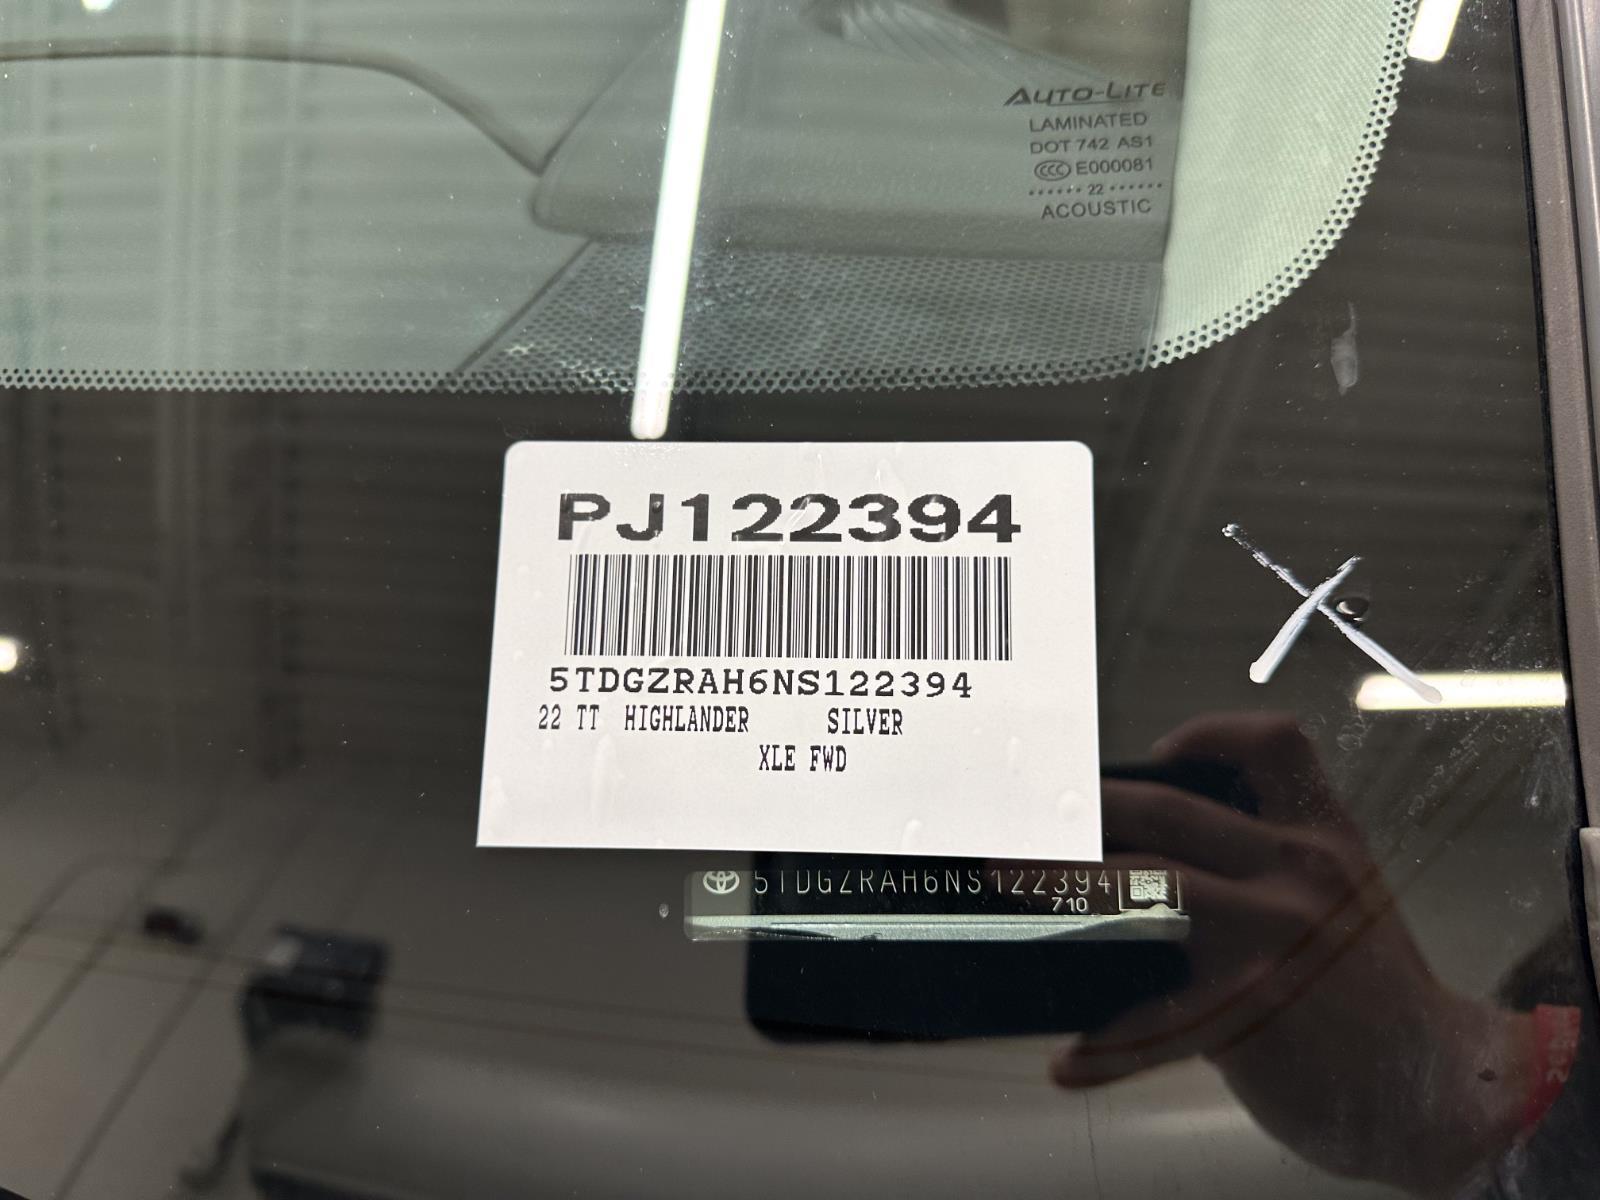 AUTO-LITE
LAMINATED
DOT 742 AS1
CCC E000081
······ 22 ······
ACOUSTIC
PJ122394
5TDGZRAH6NS122394
22 TT HIGHLANDER SILVER
XLE FWD
5TDGZRAH6NS122394
710